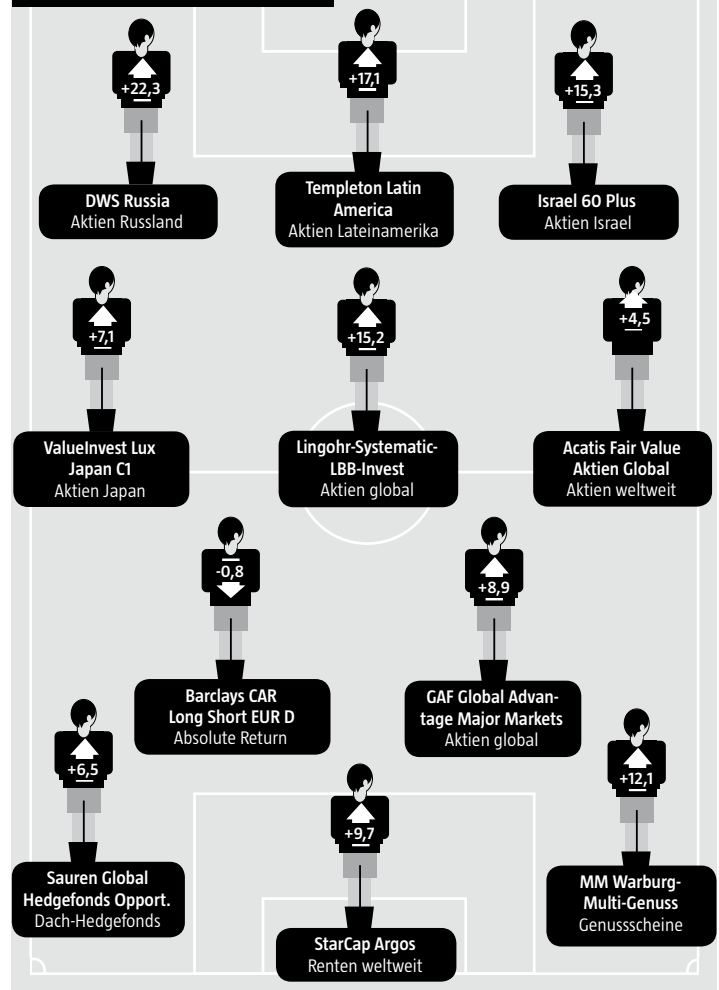 +22,3
DWS Russia
Aktien Russland
+17,1
Templeton Latin
America
Aktien Lateinamerika
+15,3
Israel 60 Plus
Aktien Israel
+7,1
ValueInvest Lux
Japan C1
Aktien Japan
+15,2
Lingohr-Systematic-
LBB-Invest
Aktien global
+4,5
Acatis Fair Value
Aktien Global
Aktien weltweit
-0,8
Barclays CAR
Long Short EUR D
Absolute Return
+8,9
GAF Global Advan-
tage Major Markets
Aktien global
+6,5
Sauren Global
Hedgefonds Opport.
Dach-Hedgefonds
+9,7
StarCap Argos
Renten weltweit
+12,1
MM Warburg-
Multi-Genuss
Genussscheine